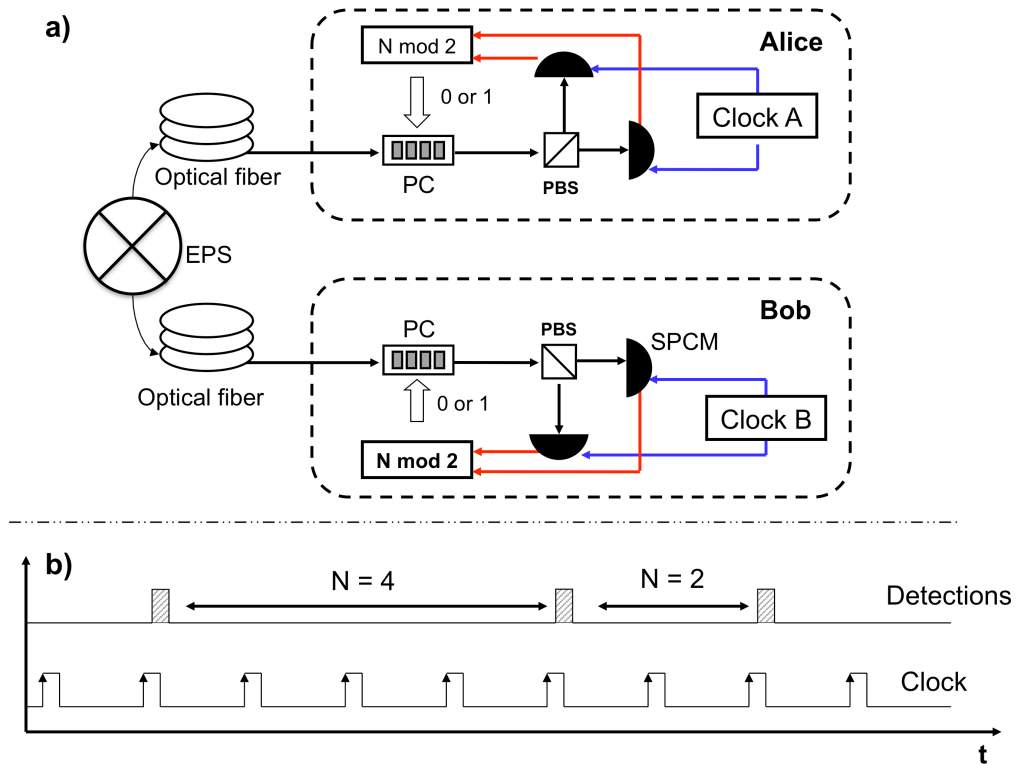 a)
Alice
N mod 2
0 or 1
Clock A
PC
PBS
Optical fiber
EPS
Bob
PC
PBS
SPCM
Optical fiber
0 or 1
Clock B
N mod 2
b)
N = 4
N = 2
Detections
Clock
t